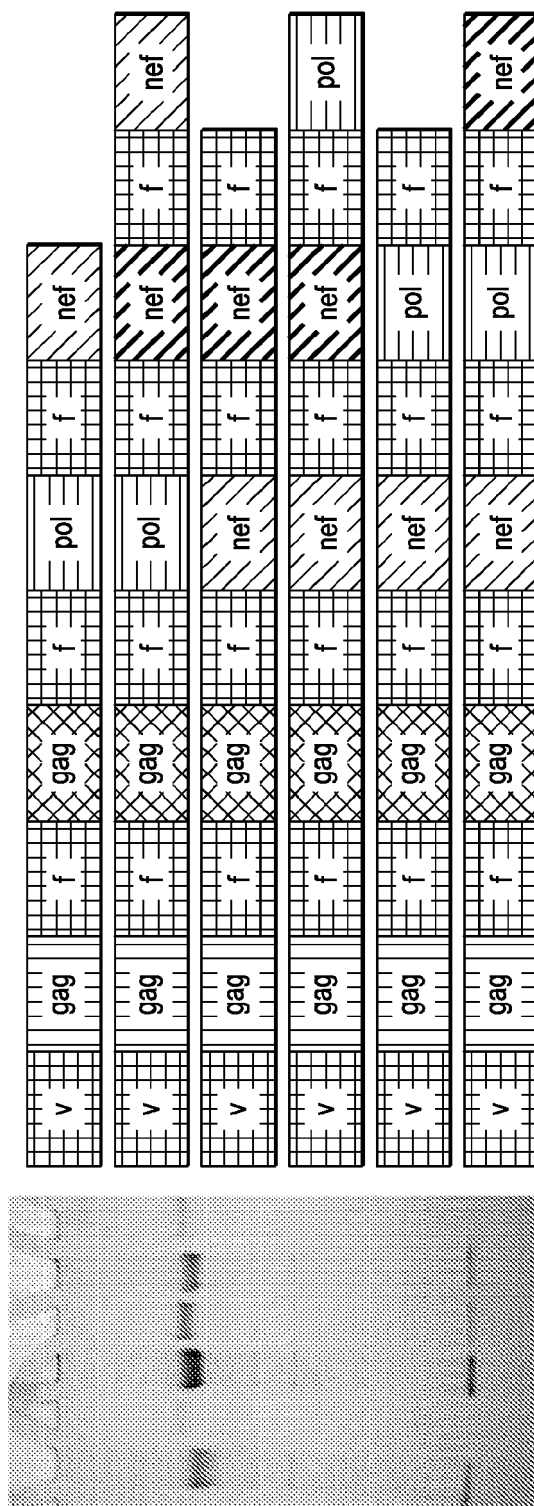 v gag f gag f pol f nef
v gag f gag f pol f nef f nef
v gag f gag f nef f nef f
v gag f gag f nef f nef f pol
v gag f gag f nef f pol f
v gag f gag f nef f pol f nef